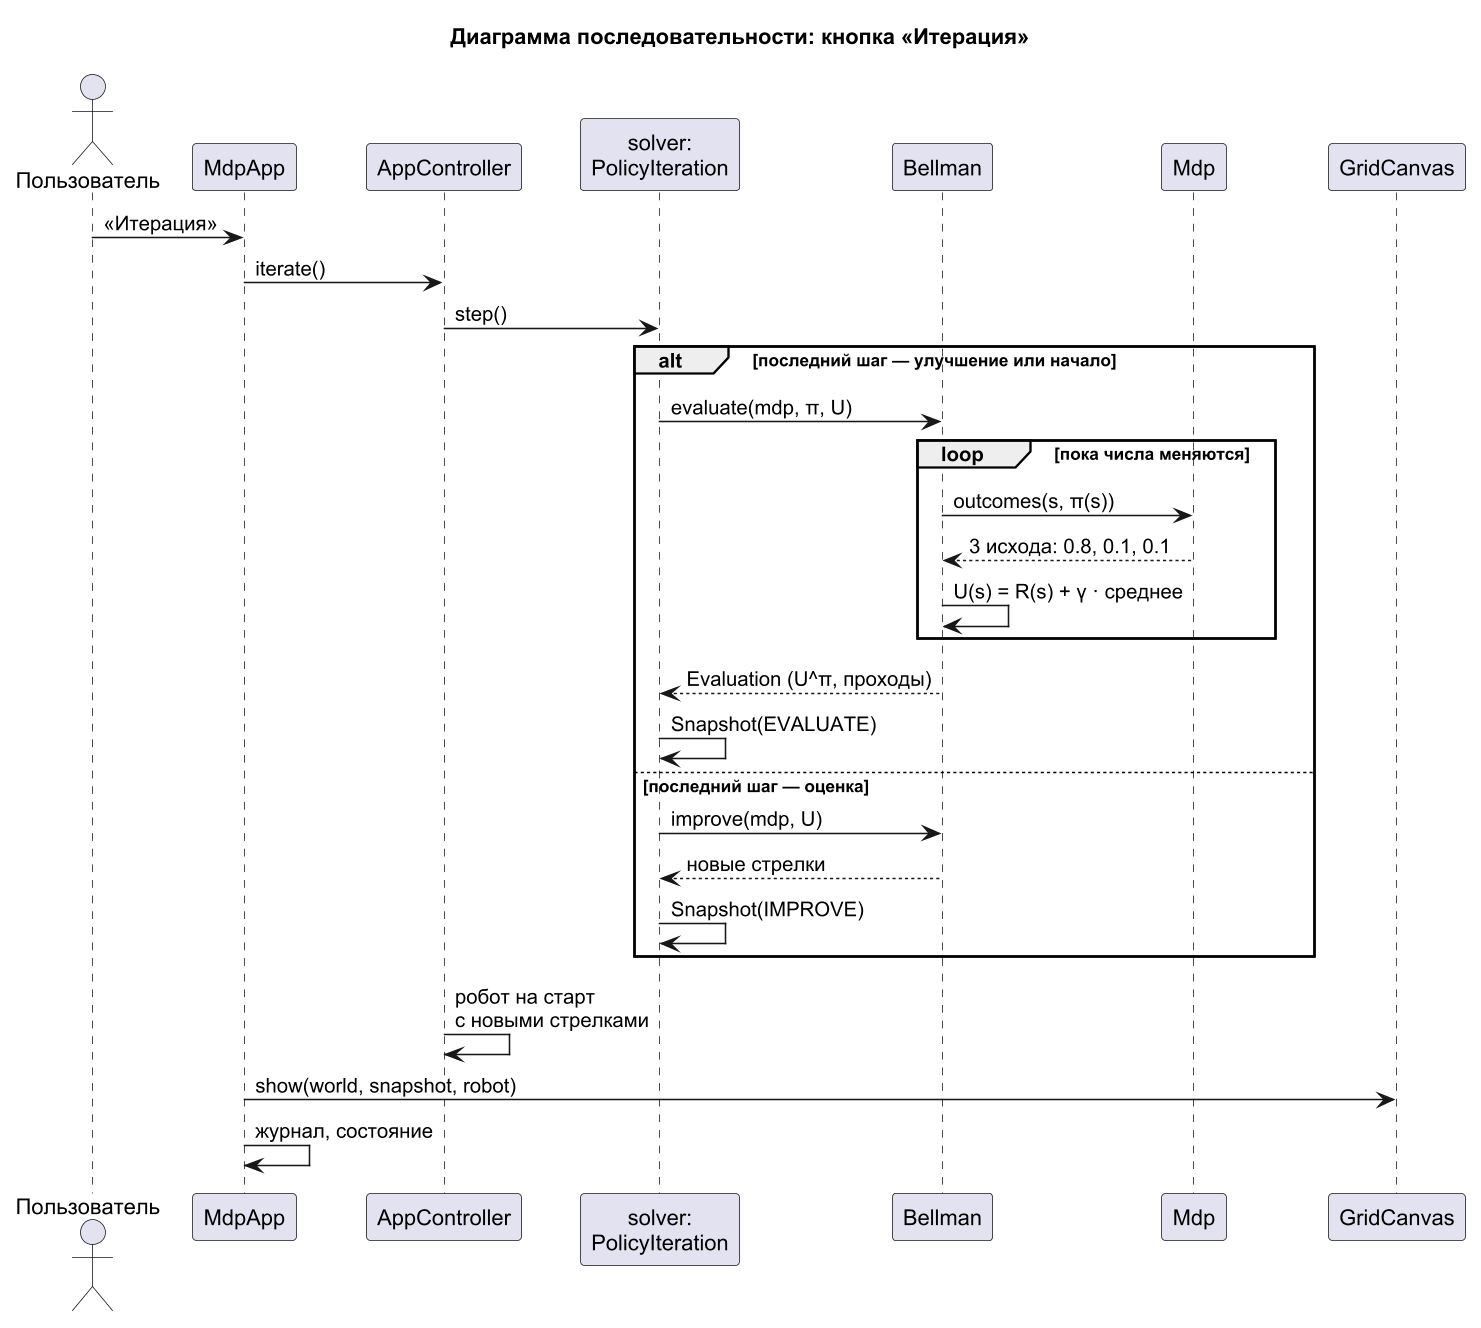 Диаграмма последовательности: кнопка «Итерация»
Пользователь
MdpApp
AppController
solver:
PolicyIteration
Bellman
Mdp
GridCanvas
«Итерация»
iterate()
step()
alt [последний шаг — улучшение или начало]
evaluate(mdp, π, U)
loop [пока числа меняются]
outcomes(s, π(s))
3 исхода: 0.8, 0.1, 0.1
U(s) = R(s) + γ · среднее
Evaluation (U^π, проходы)
Snapshot(EVALUATE)
[последний шаг — оценка]
improve(mdp, U)
новые стрелки
Snapshot(IMPROVE)
робот на старт
с новыми стрелками
show(world, snapshot, robot)
журнал, состояние
Пользователь
MdpApp
AppController
solver:
PolicyIteration
Bellman
Mdp
GridCanvas